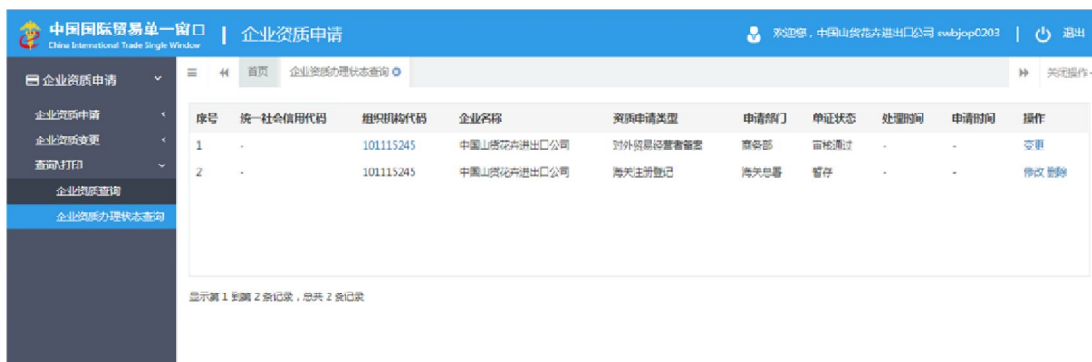 中国国际贸易单一窗口 | 企业资质申请
China International Trade Single Window
欢迎您，中国山货花卉进出口公司 swbjop0203 | 退出
企业资质申请
首页 企业资质办理状态查询
关闭操作
企业资质申请
企业资质变更
查询打印
企业资质查询
企业资质办理状态查询
序号 统一社会信用代码 组织机构代码 企业名称 资质申请类型 申请部门 单证状态 处理时间 申请时间 操作
1 - 101115245 中国山货花卉进出口公司 对外贸易经营者备案 商务部 审核通过 - - 变更
2 - 101115245 中国山货花卉进出口公司 海关注册登记 海关总署 暂存 - - 修改 删除
显示第 1 到第 2 条记录，总共 2 条记录